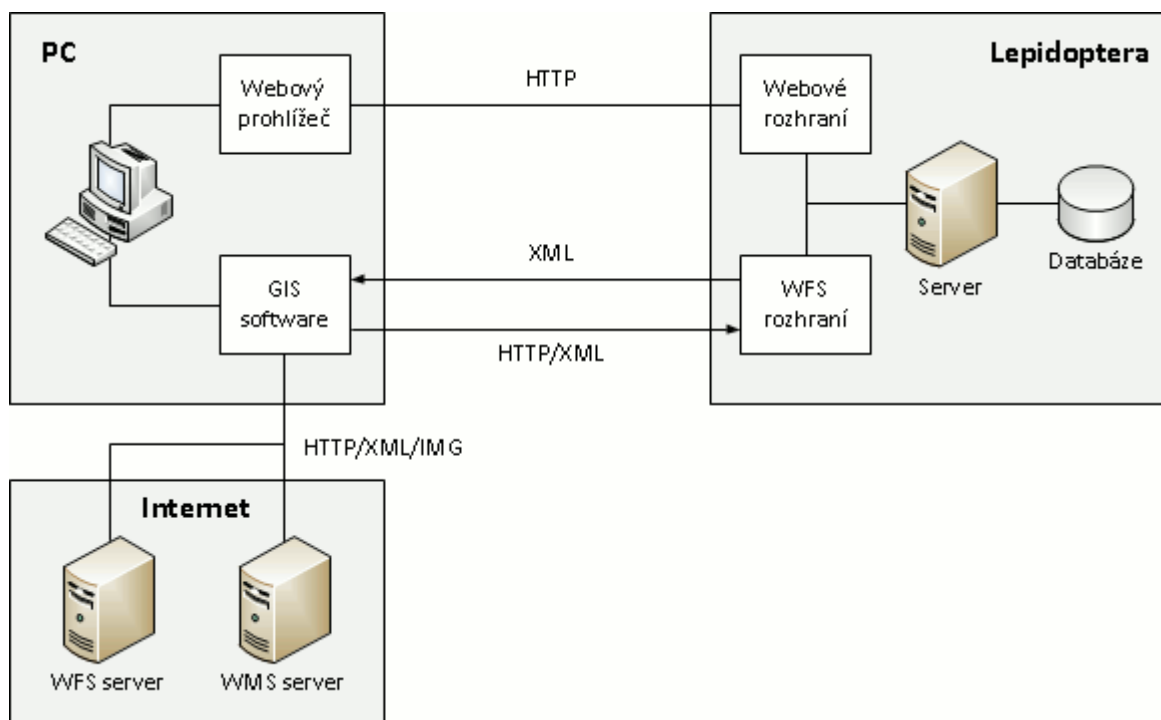 PC
Webový
prohlížeč
GIS
software
HTTP
XML
HTTP/XML
Lepidoptera
Webové
rozhraní
WFS
rozhraní
Server
Databáze
HTTP/XML/IMG
Internet
WFS server
WMS server